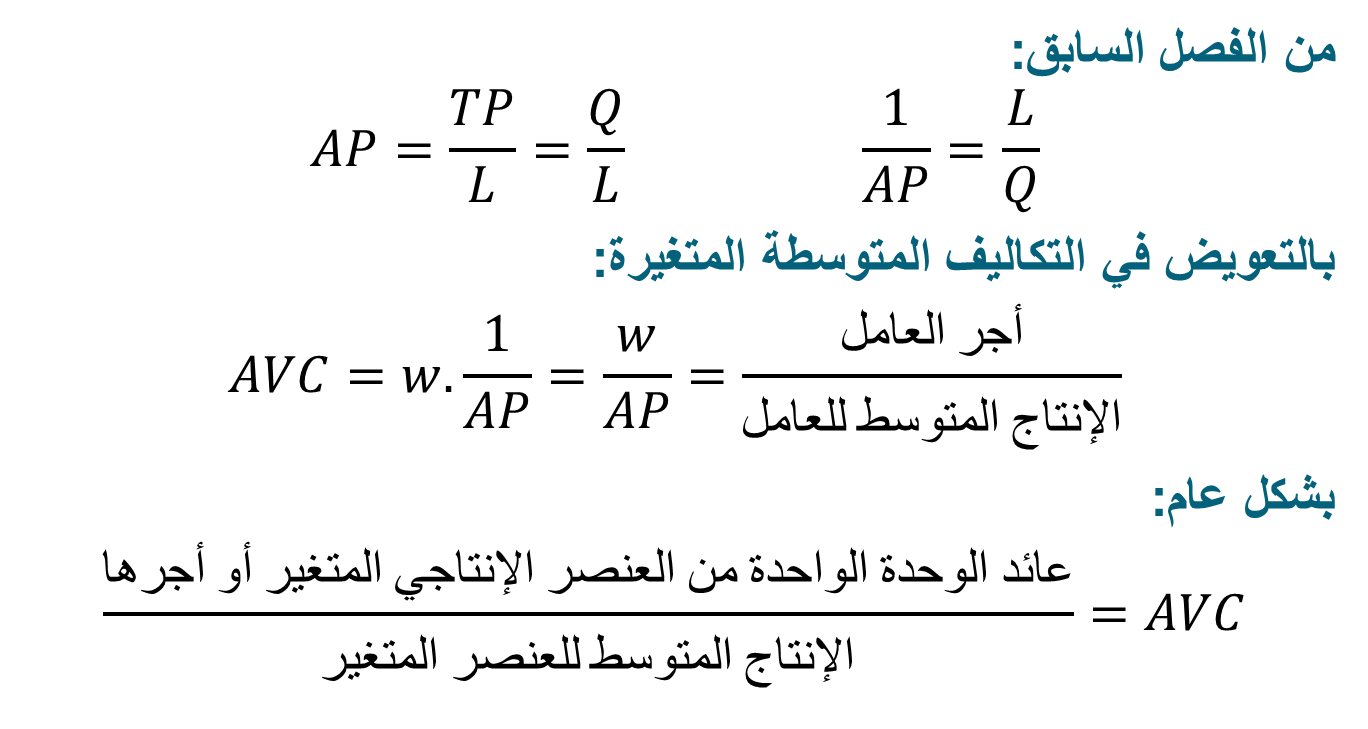 من الفصل السابق:
AP = TP/L = Q/L    1/AP = L/Q
بالتعويض في التكاليف المتوسطة المتغيرة:
AVC = w. 1/AP = w/AP = أجر العامل/الإنتاج المتوسط للعامل
بشكل عام:
عائد الوحدة الواحدة من العنصر الإنتاجي المتغير أو أجرها/الإنتاج المتوسط للعنصر المتغير = AVC